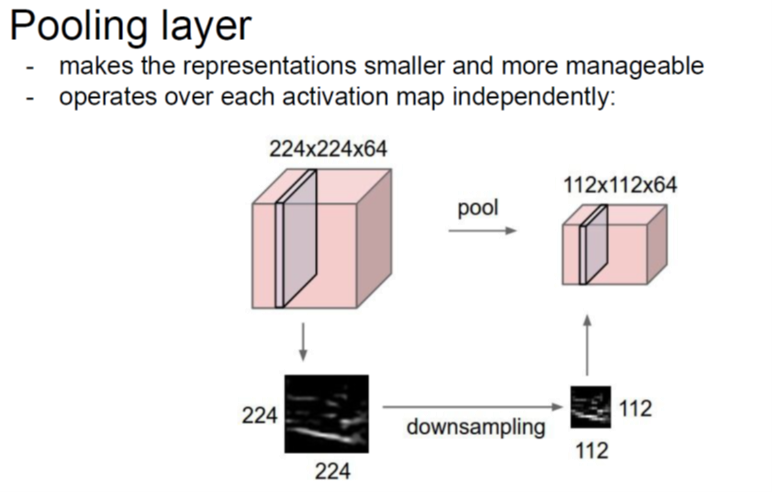 Pooling layer
- makes the representations smaller and more manageable
- operates over each activation map independently:
224x224x64
112x112x64
pool
224
downsampling
112
112
224